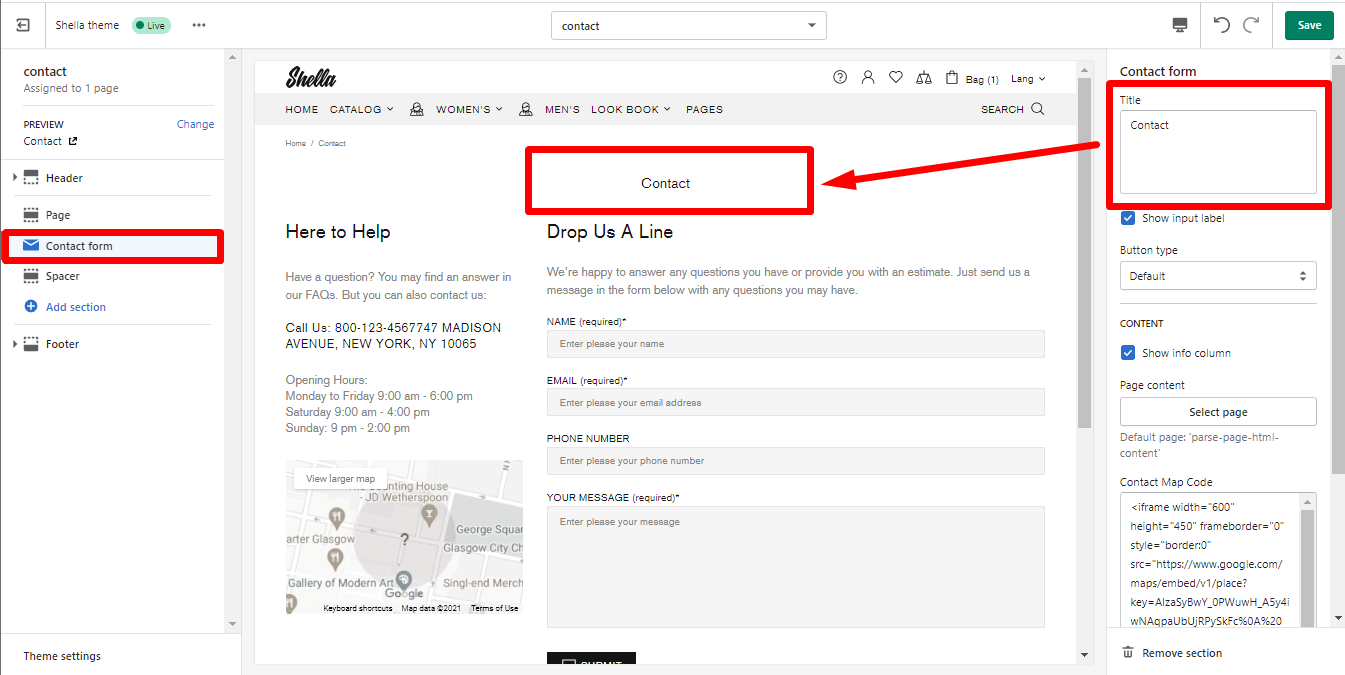 Shella theme
Live
contact
Save
contact
Assigned to 1 page
PREVIEW
Change
Contact
Header
Page
Contact form
Spacer
Add section
Footer
Theme settings
Shella
Bag (1)
Lang
HOME CATALOG WOMEN'S MEN'S LOOK BOOK PAGES
SEARCH
Home / Contact
Contact
Here to Help
Have a question? You may find an answer in
our FAQs. But you can also contact us:
Call Us: 800-123-4567747 MADISON
AVENUE, NEW YORK, NY 10065
Opening Hours:
Monday to Friday 9:00 am - 6:00 pm
Saturday 9:00 am - 4:00 pm
Sunday: 9 pm - 2:00 pm
View larger map
The Counting House
- JD Wetherspoon
George Squar
arter Glasgow
Glasgow City Ch
?
Gallery of Modern Art
Singl-end Merch
Google
Keyboard shortcuts Map data ©2021 Terms of Use
Drop Us A Line
We're happy to answer any questions you have or provide you with an estimate. Just send us a
message in the form below with any questions you may have.
NAME (required)*
Enter please your name
EMAIL (required)*
Enter please your email address
PHONE NUMBER
Enter please your phone number
YOUR MESSAGE (required)*
Enter please your message
SUBMIT
Contact form
Title
Contact
Show input label
Button type
Default
CONTENT
Show info column
Page content
Select page
Default page: 'parse-page-html-
content'
Contact Map Code
<iframe width="600"
height="450" frameborder="0"
style="border:0"
src="https://www.google.com/
maps/embed/v1/place?
key=AIzaSyBwY_0PWuwH_A5y4i
wNAqpaUbUjRPySkFc%0A%20
Remove section